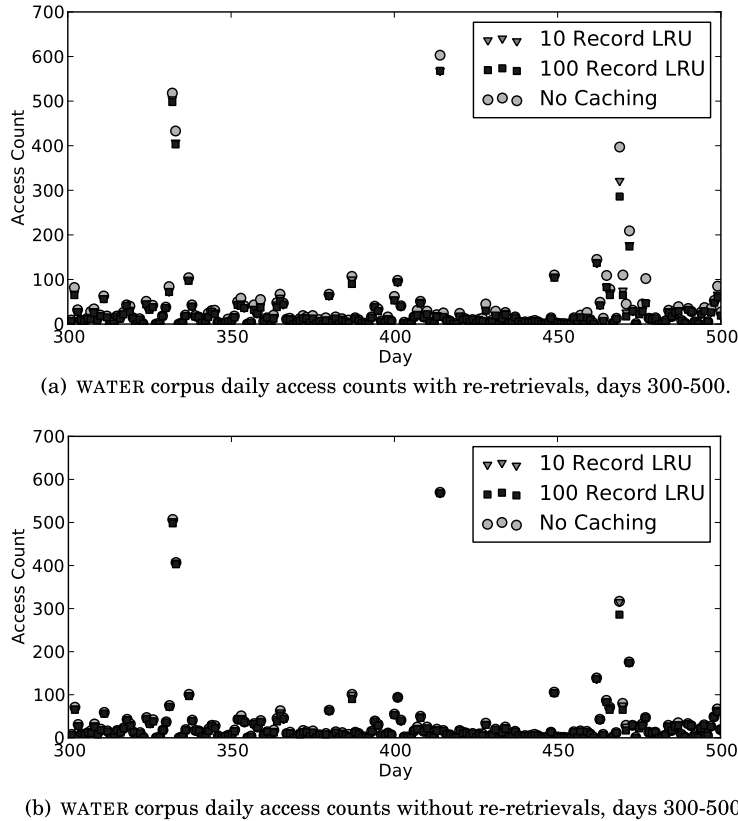 700
600
500
400
300
200
100
0
Access Count
10 Record LRU
100 Record LRU
No Caching
300 350 400 450 500
Day
(a) WATER corpus daily access counts with re-retrievals, days 300-500.
700
600
500
400
300
200
100
0
Access Count
10 Record LRU
100 Record LRU
No Caching
300 350 400 450 500
Day
(b) WATER corpus daily access counts without re-retrievals, days 300-500